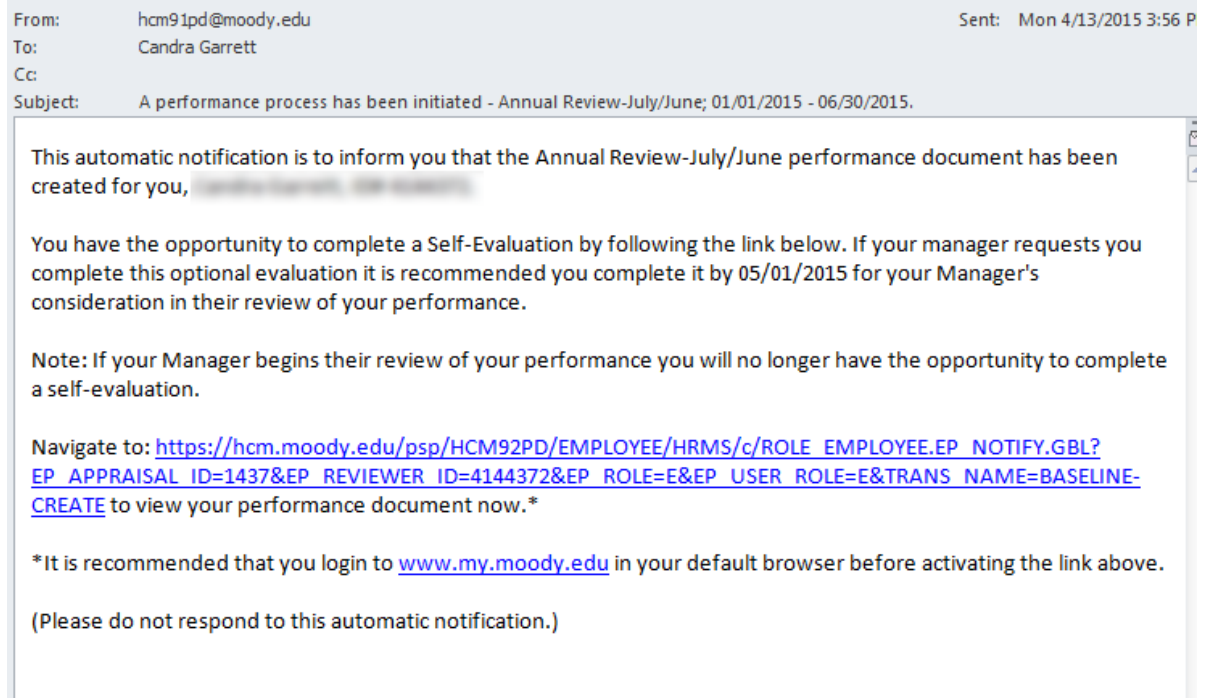 From: hcm91pd@moody.edu Sent: Mon 4/13/2015 3:56 P
To: Candra Garrett
Cc:
Subject: A performance process has been initiated - Annual Review-July/June; 01/01/2015 - 06/30/2015.
This automatic notification is to inform you that the Annual Review-July/June performance document has been
created for you,
You have the opportunity to complete a Self-Evaluation by following the link below. If your manager requests you
complete this optional evaluation it is recommended you complete it by 05/01/2015 for your Manager's
consideration in their review of your performance.
Note: If your Manager begins their review of your performance you will no longer have the opportunity to complete
a self-evaluation.
Navigate to: https://hcm.moody.edu/psp/HCM92PD/EMPLOYEE/HRMS/c/ROLE_EMPLOYEE.EP_NOTIFY.GBL?
EP_APPRAISAL_ID=1437&EP_REVIEWER_ID=4144372&EP_ROLE=E&EP_USER_ROLE=E&TRANS_NAME=BASELINE-
CREATE to view your performance document now.*
*It is recommended that you login to www.my.moody.edu in your default browser before activating the link above.
(Please do not respond to this automatic notification.)